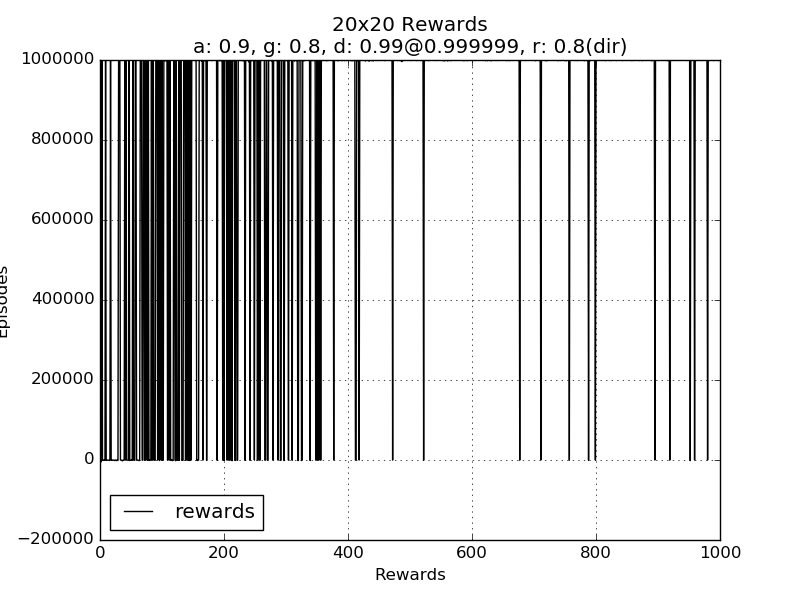 20x20 Rewards
a: 0.9, g: 0.8, d: 0.99@0.999999, r: 0.8(dir)
1000000
800000
600000
400000
200000
0
−200000
Episodes
rewards
0 200 400 600 800 1000
Rewards